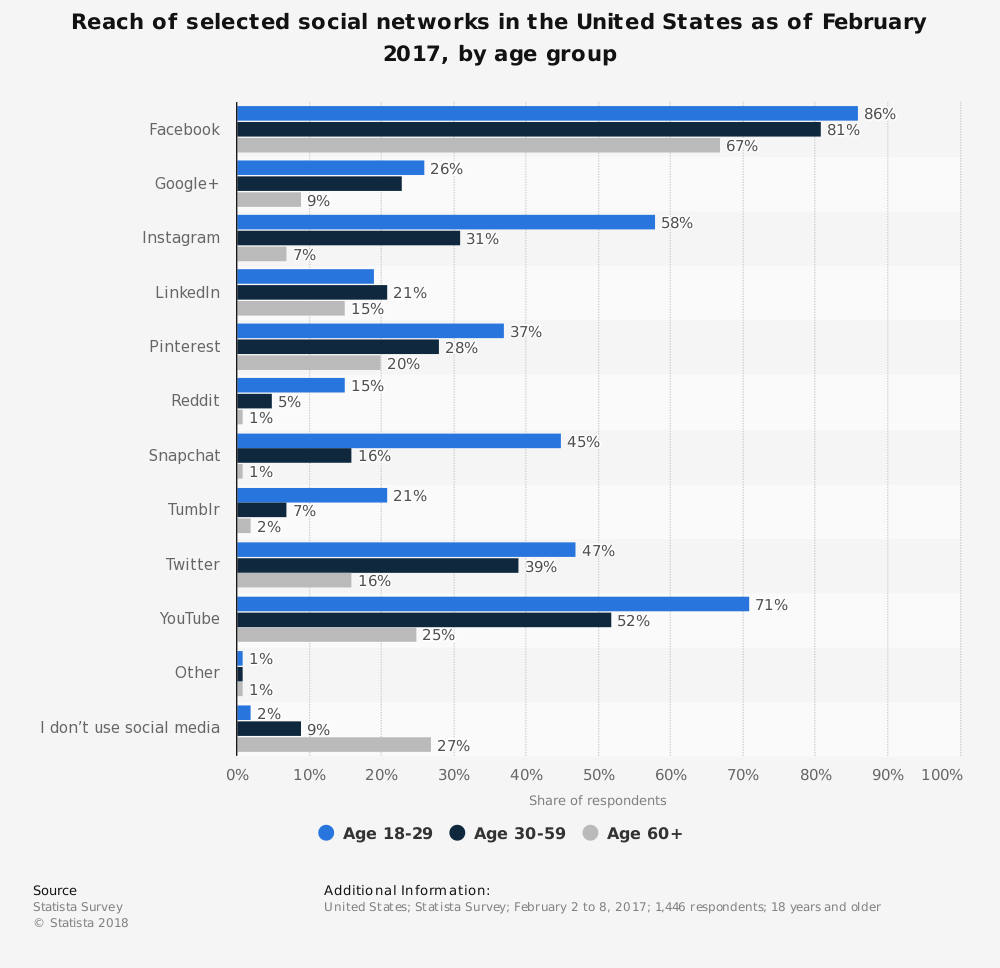 Reach of selected social networks in the United States as of February
2017, by age group
Facebook
86%
81%
67%
Google+
26%
9%
Instagram
58%
31%
7%
LinkedIn
21%
15%
Pinterest
37%
28%
20%
Reddit
15%
5%
1%
Snapchat
45%
16%
1%
Tumblr
21%
7%
2%
Twitter
47%
39%
16%
YouTube
71%
52%
25%
Other
1%
1%
I don’t use social media
2%
9%
27%
0% 10% 20% 30% 40% 50% 60% 70% 80% 90% 100%
Share of respondents
Age 18-29 Age 30-59 Age 60+
Source
Statista Survey
© Statista 2018
Additional Information:
United States; Statista Survey; February 2 to 8, 2017; 1,446 respondents; 18 years and older